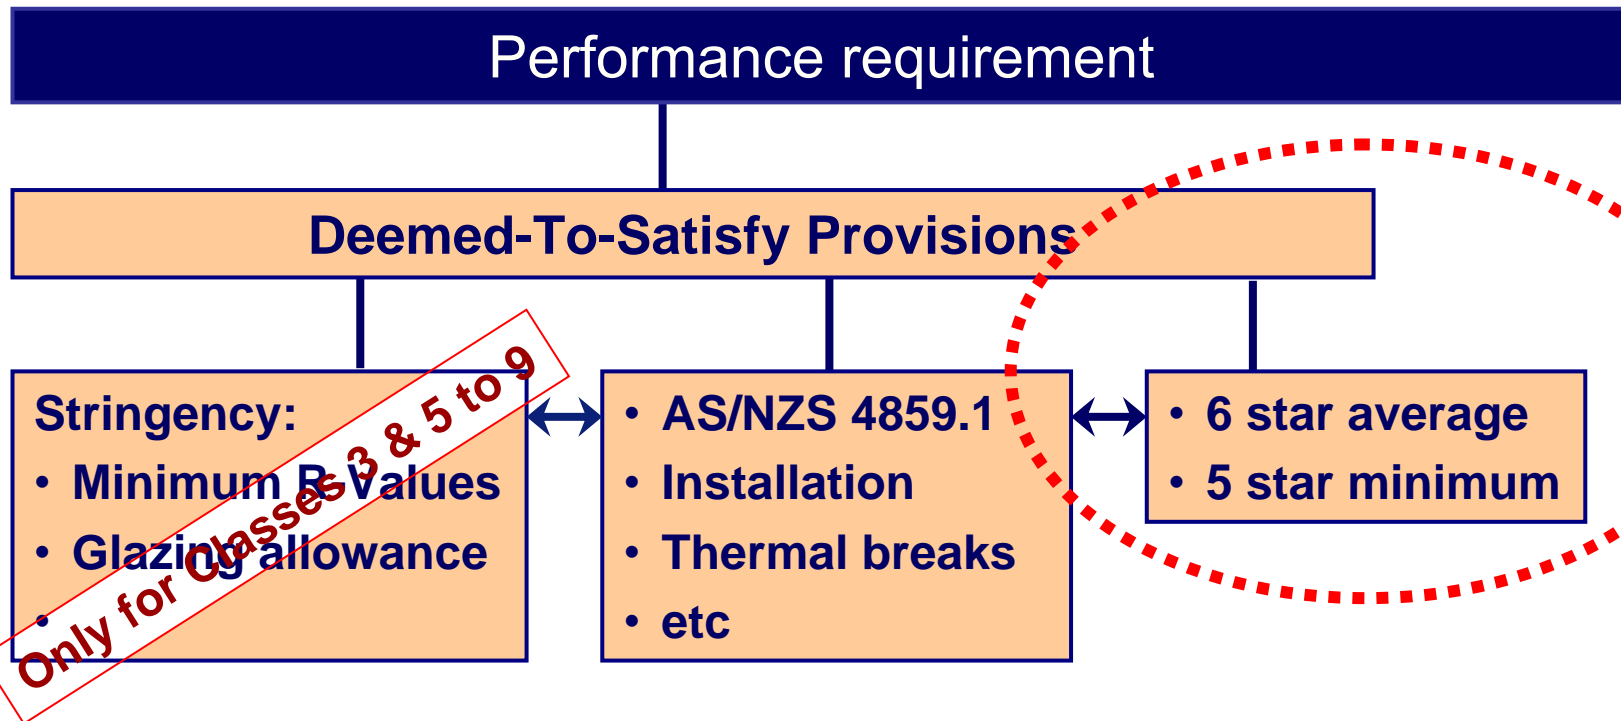 Performance requirement
Deemed-To-Satisfy Provisions
Stringency:
• Minimum R-Values
• Glazing allowance
•
Only for Classes 3 & 5 to 9
• AS/NZS 4859.1
• Installation
• Thermal breaks
• etc
• 6 star average
• 5 star minimum